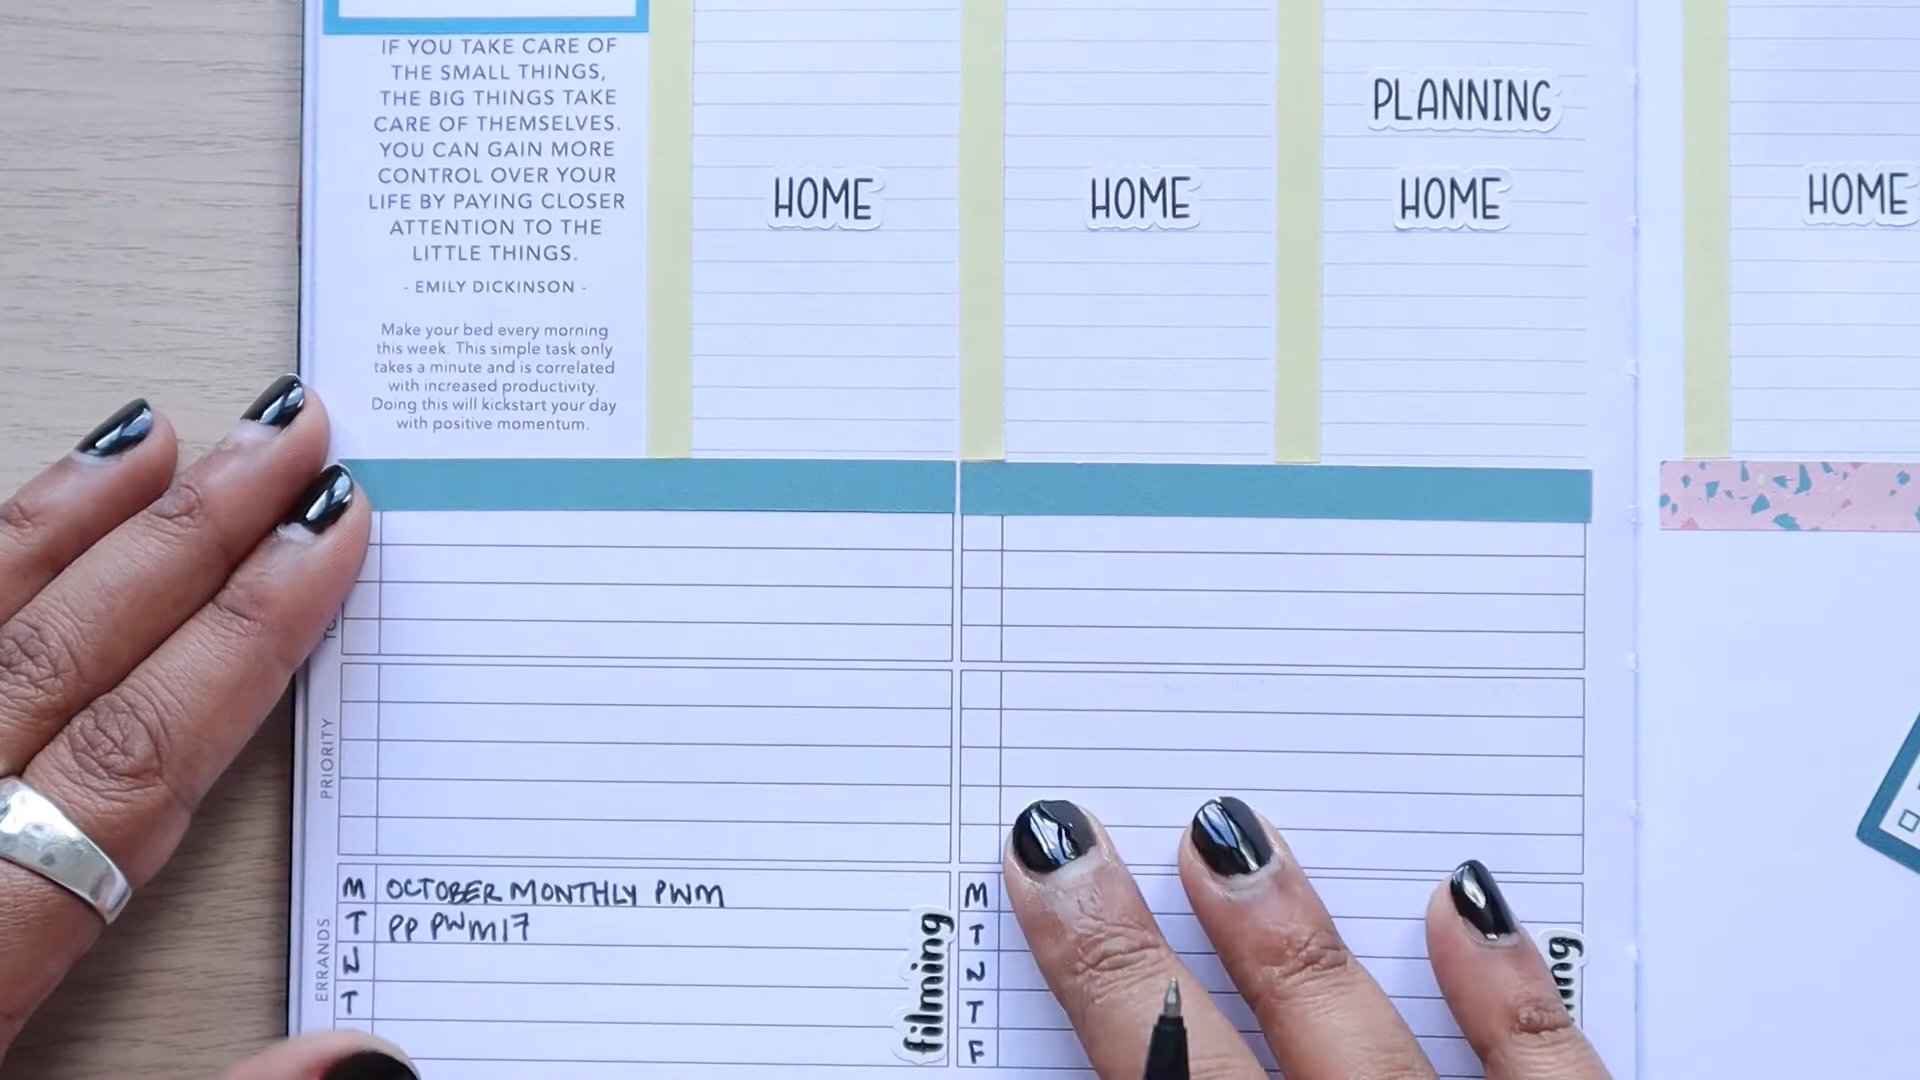 IF YOU TAKE CARE OF
THE SMALL THINGS,
THE BIG THINGS TAKE
CARE OF THEMSELVES.
YOU CAN GAIN MORE
CONTROL OVER YOUR
LIFE BY PAYING CLOSER
ATTENTION TO THE
LITTLE THINGS.
- EMILY DICKINSON -
Make your bed every morning
this week. This simple task only
takes a minute and is correlated
with increased productivity.
Doing this will kickstart your day
with positive momentum.
HOME
HOME
PLANNING
HOME
HOME
PRIORITY
ERRANDS
M OCTOBER MONTHLY PWM
T PP PWM17
W
T
filming
M
T
W
T
F